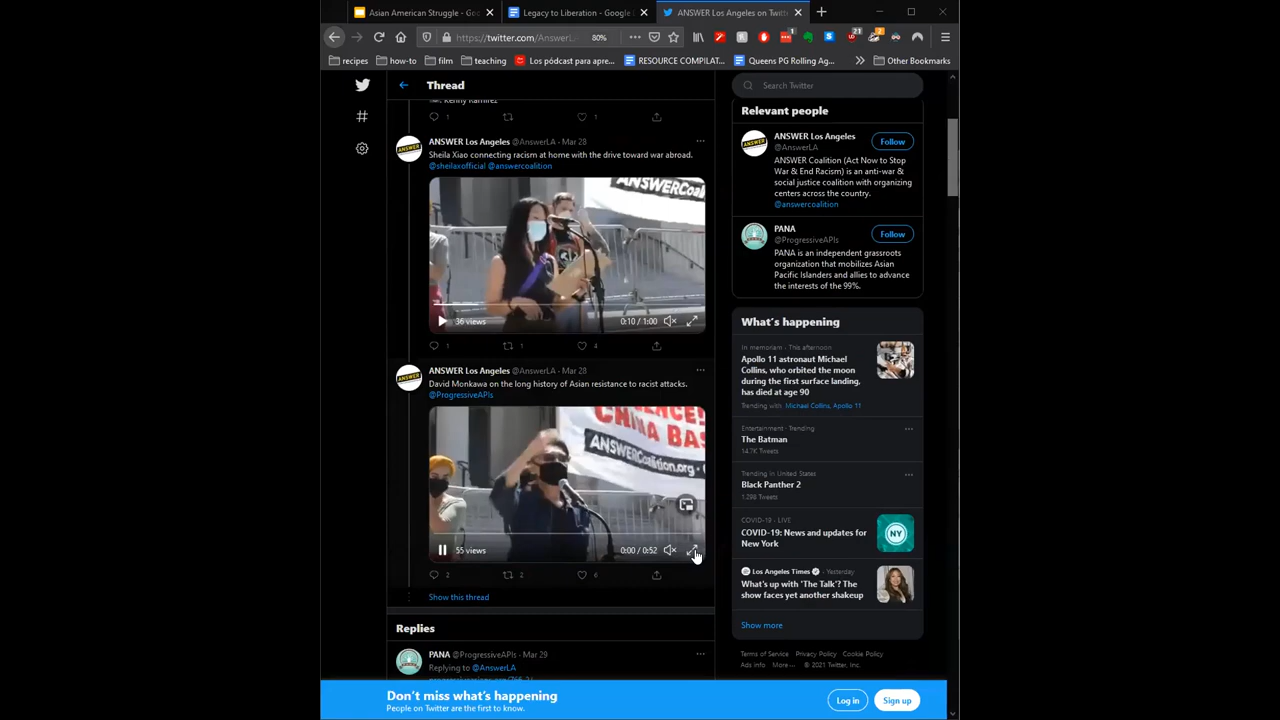 Asian American Struggle - Goo
Legacy to Liberation - Google
ANSWER Los Angeles on Twitt
https://twitter.com/AnswerL
80%
recipes
how-to
film
teaching
Los pódcast para apre...
RESOURCE COMPILAT...
Queens PG Rolling Ag...
Other Bookmarks
Thread
Kenny Ramirez
1
1
ANSWER Los Angeles @AnswerLA · Mar 28
Sheila Xiao connecting racism at home with the drive toward war abroad.
@sheilaxofficial @answercoalition
ANSWERCoal
36 views
0:10 / 1:00
1
1
4
ANSWER Los Angeles @AnswerLA · Mar 28
David Monkawa on the long history of Asian resistance to racist attacks.
@ProgressiveAPIs
CHINA BAS
ANSWERCoalition.org
55 views
0:00 / 0:52
2
2
6
Show this thread
Replies
PANA @ProgressiveAPIs · Mar 29
Replying to @AnswerLA
Search Twitter
Relevant people
ANSWER Los Angeles
@AnswerLA
Follow
ANSWER Coalition (Act Now to Stop
War & End Racism) is an anti-war &
social justice coalition with organizing
centers across the country.
@answercoalition
PANA
@ProgressiveAPIs
Follow
PANA is an independent grassroots
organization that mobilizes Asian
Pacific Islanders and allies to advance
the interests of the 99%.
What's happening
In memoriam · This afternoon
Apollo 11 astronaut Michael
Collins, who orbited the moon
during the first surface landing,
has died at age 90
Trending with Michael Collins, Apollo 11
Entertainment · Trending
The Batman
14.7K Tweets
Trending in United States
Black Panther 2
1,298 Tweets
COVID-19 · LIVE
COVID-19: News and updates for
New York
Los Angeles Times · Yesterday
What's up with 'The Talk'? The
show faces yet another shakeup
Show more
Terms of Service Privacy Policy Cookie Policy
Ads info More··· © 2021 Twitter, Inc.
Don't miss what's happening
People on Twitter are the first to know.
Log in
Sign up